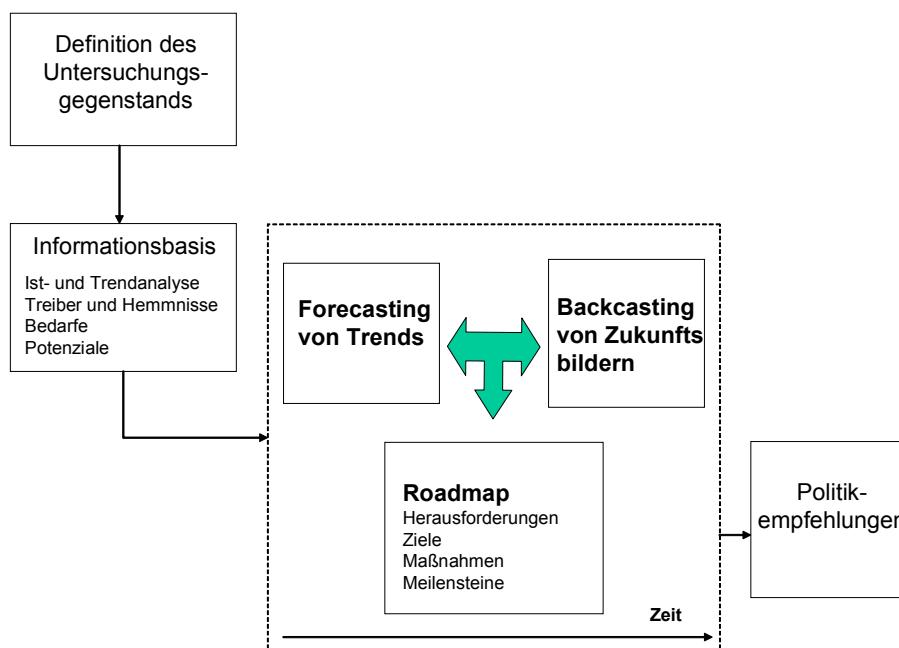 Definition des
Untersuchungs-
gegenstands
Informationsbasis
Ist- und Trendanalyse
Treiber und Hemmnisse
Bedarfe
Potenziale
Forecasting
von Trends
Backcasting
von Zukunfts
bildern
Roadmap
Herausforderungen
Ziele
Maßnahmen
Meilensteine
Zeit
Politik-
empfehlungen